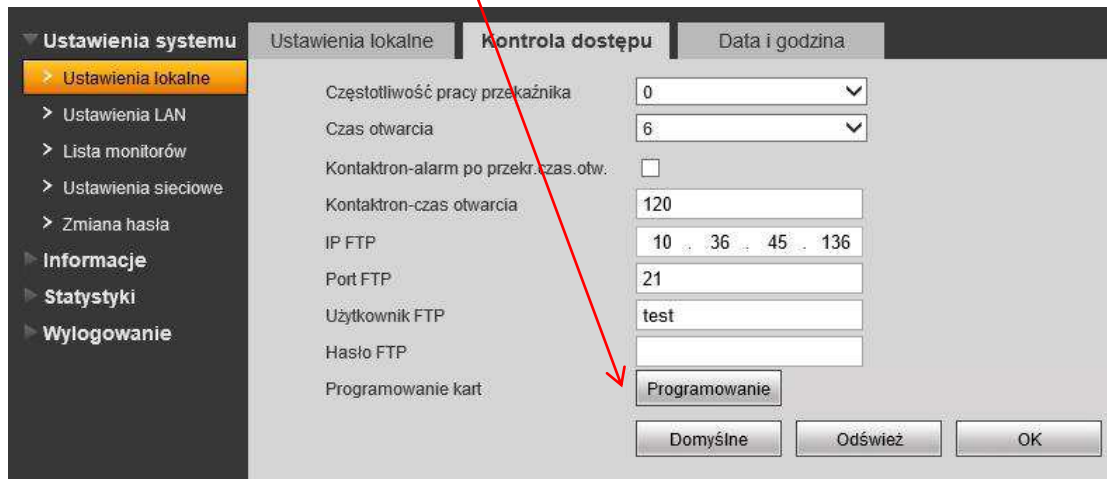 Ustawienia systemu
Ustawienia lokalne
Ustawienia LAN
Lista monitorów
Ustawienia sieciowe
Zmiana hasła
Informacje
Statystyki
Wylogowanie
Ustawienia lokalne Kontrola dostępu Data i godzina
Częstotliwość pracy przekaźnika 0
Czas otwarcia 6
Kontaktron-alarm po przekr.czas.otw.
Kontaktron-czas otwarcia 120
IP FTP 10 . 36 . 45 . 136
Port FTP 21
Użytkownik FTP test
Hasło FTP
Programowanie kart Programowanie
Domyślne Odśwież OK